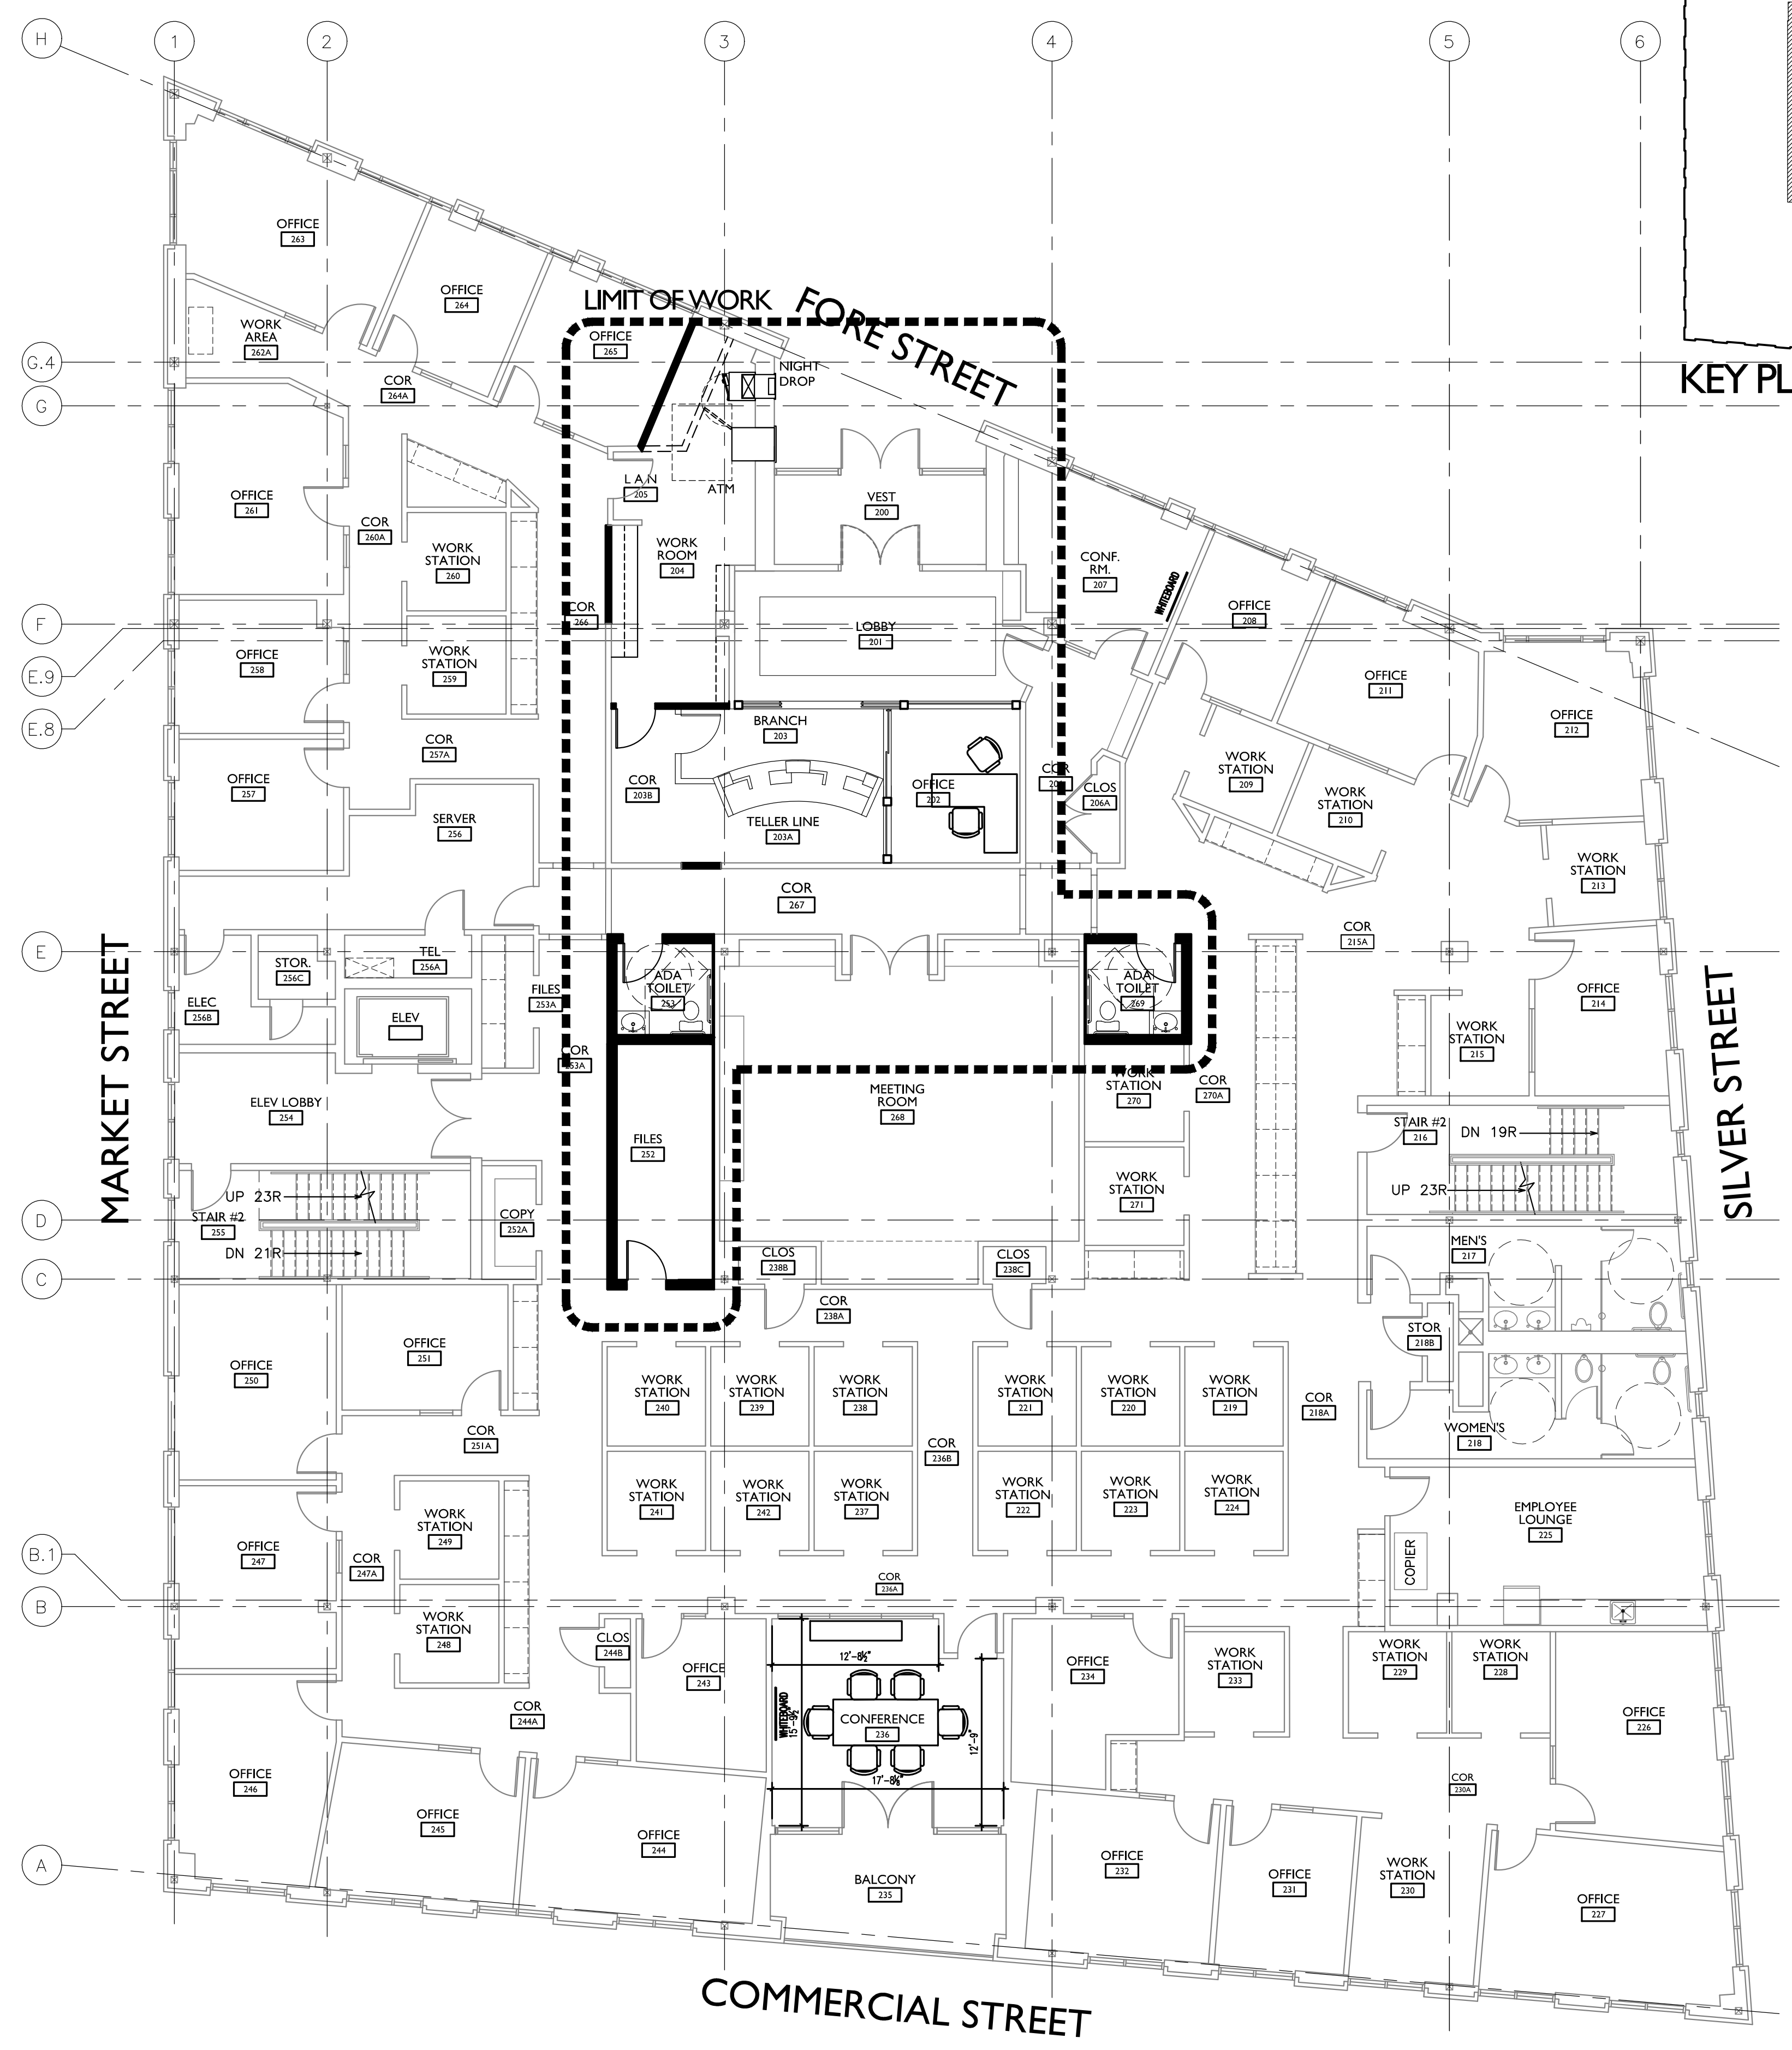 H
1
2
3
4
5
6
OFFICE
263
OFFICE
264
LIMIT OF WORK
FORE STREET
WORK
AREA
262A
OFFICE
265
G.4
NIGHT
DROP
KEY PL
COR
264A
G
OFFICE
261
L A N
205
ATM
VEST
200
COR
260A
WORK
STATION
260
WORK
ROOM
204
CONF.
RM.
207
WHITEBOARD
OFFICE
208
F
COR
266
LOBBY
201
E.9
OFFICE
258
WORK
STATION
259
OFFICE
211
E.8
BRANCH
203
OFFICE
212
COR
257A
OFFICE
257
COR
203B
OFFICE
202
COR
CLOS
206A
WORK
STATION
209
WORK
STATION
210
SERVER
256
TELLER LINE
203A
WORK
STATION
213
COR
267
COR
215A
MARKET STREET
E
STOR.
256C
TEL
256A
FILES
253A
ADA
TOILET
253
ADA
TOILET
269
OFFICE
214
ELEC
256B
ELEV
WORK
STATION
215
SILVER STREET
COR
253A
WORK
STATION
270
COR
270A
MEETING
ROOM
268
ELEV LOBBY
254
FILES
252
STAIR #2
216
DN 19R
UP 23R
WORK
STATION
271
UP 23R
D
STAIR #2
255
COPY
252A
DN 21R
MEN'S
217
C
CLOS
238B
CLOS
238C
COR
238A
STOR
218B
OFFICE
250
OFFICE
251
WORK
STATION
240
WORK
STATION
239
WORK
STATION
238
WORK
STATION
221
WORK
STATION
220
WORK
STATION
219
COR
218A
WOMEN'S
218
COR
251A
COR
236B
WORK
STATION
241
WORK
STATION
242
WORK
STATION
237
WORK
STATION
222
WORK
STATION
223
WORK
STATION
224
WORK
STATION
249
EMPLOYEE
LOUNGE
225
B.1
OFFICE
247
COR
247A
COPIER
COR
236A
B
WORK
STATION
248
CLOS
244B
OFFICE
243
12'-8½"
OFFICE
234
WORK
STATION
233
WORK
STATION
229
WORK
STATION
228
COR
244A
WHITEBOARD
15'-9½"
CONFERENCE
236
12'-9"
OFFICE
226
OFFICE
246
17'-8⅝"
COR
230A
OFFICE
245
OFFICE
244
A
BALCONY
235
OFFICE
232
OFFICE
231
WORK
STATION
230
OFFICE
227
COMMERCIAL STREET